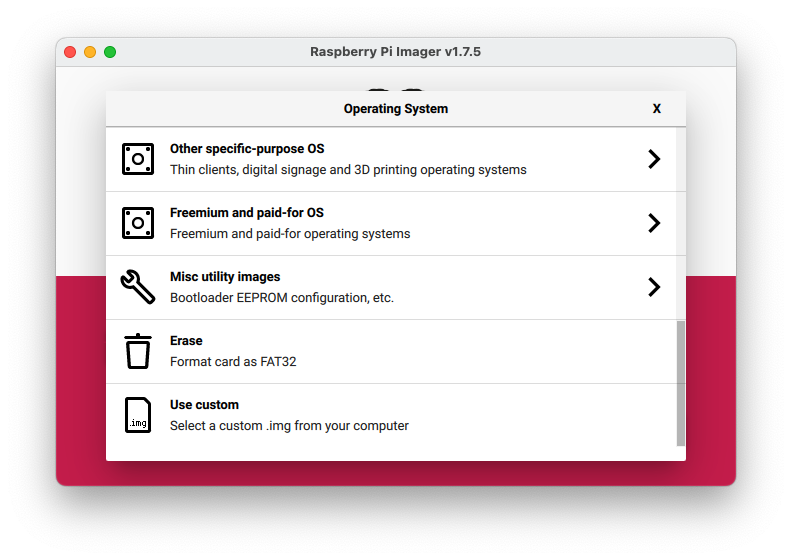 Raspberry Pi Imager v1.7.5
Operating System
X
Other specific-purpose OS
Thin clients, digital signage and 3D printing operating systems
Freemium and paid-for OS
Freemium and paid-for operating systems
Misc utility images
Bootloader EEPROM configuration, etc.
Erase
Format card as FAT32
Use custom
.img
Select a custom .img from your computer